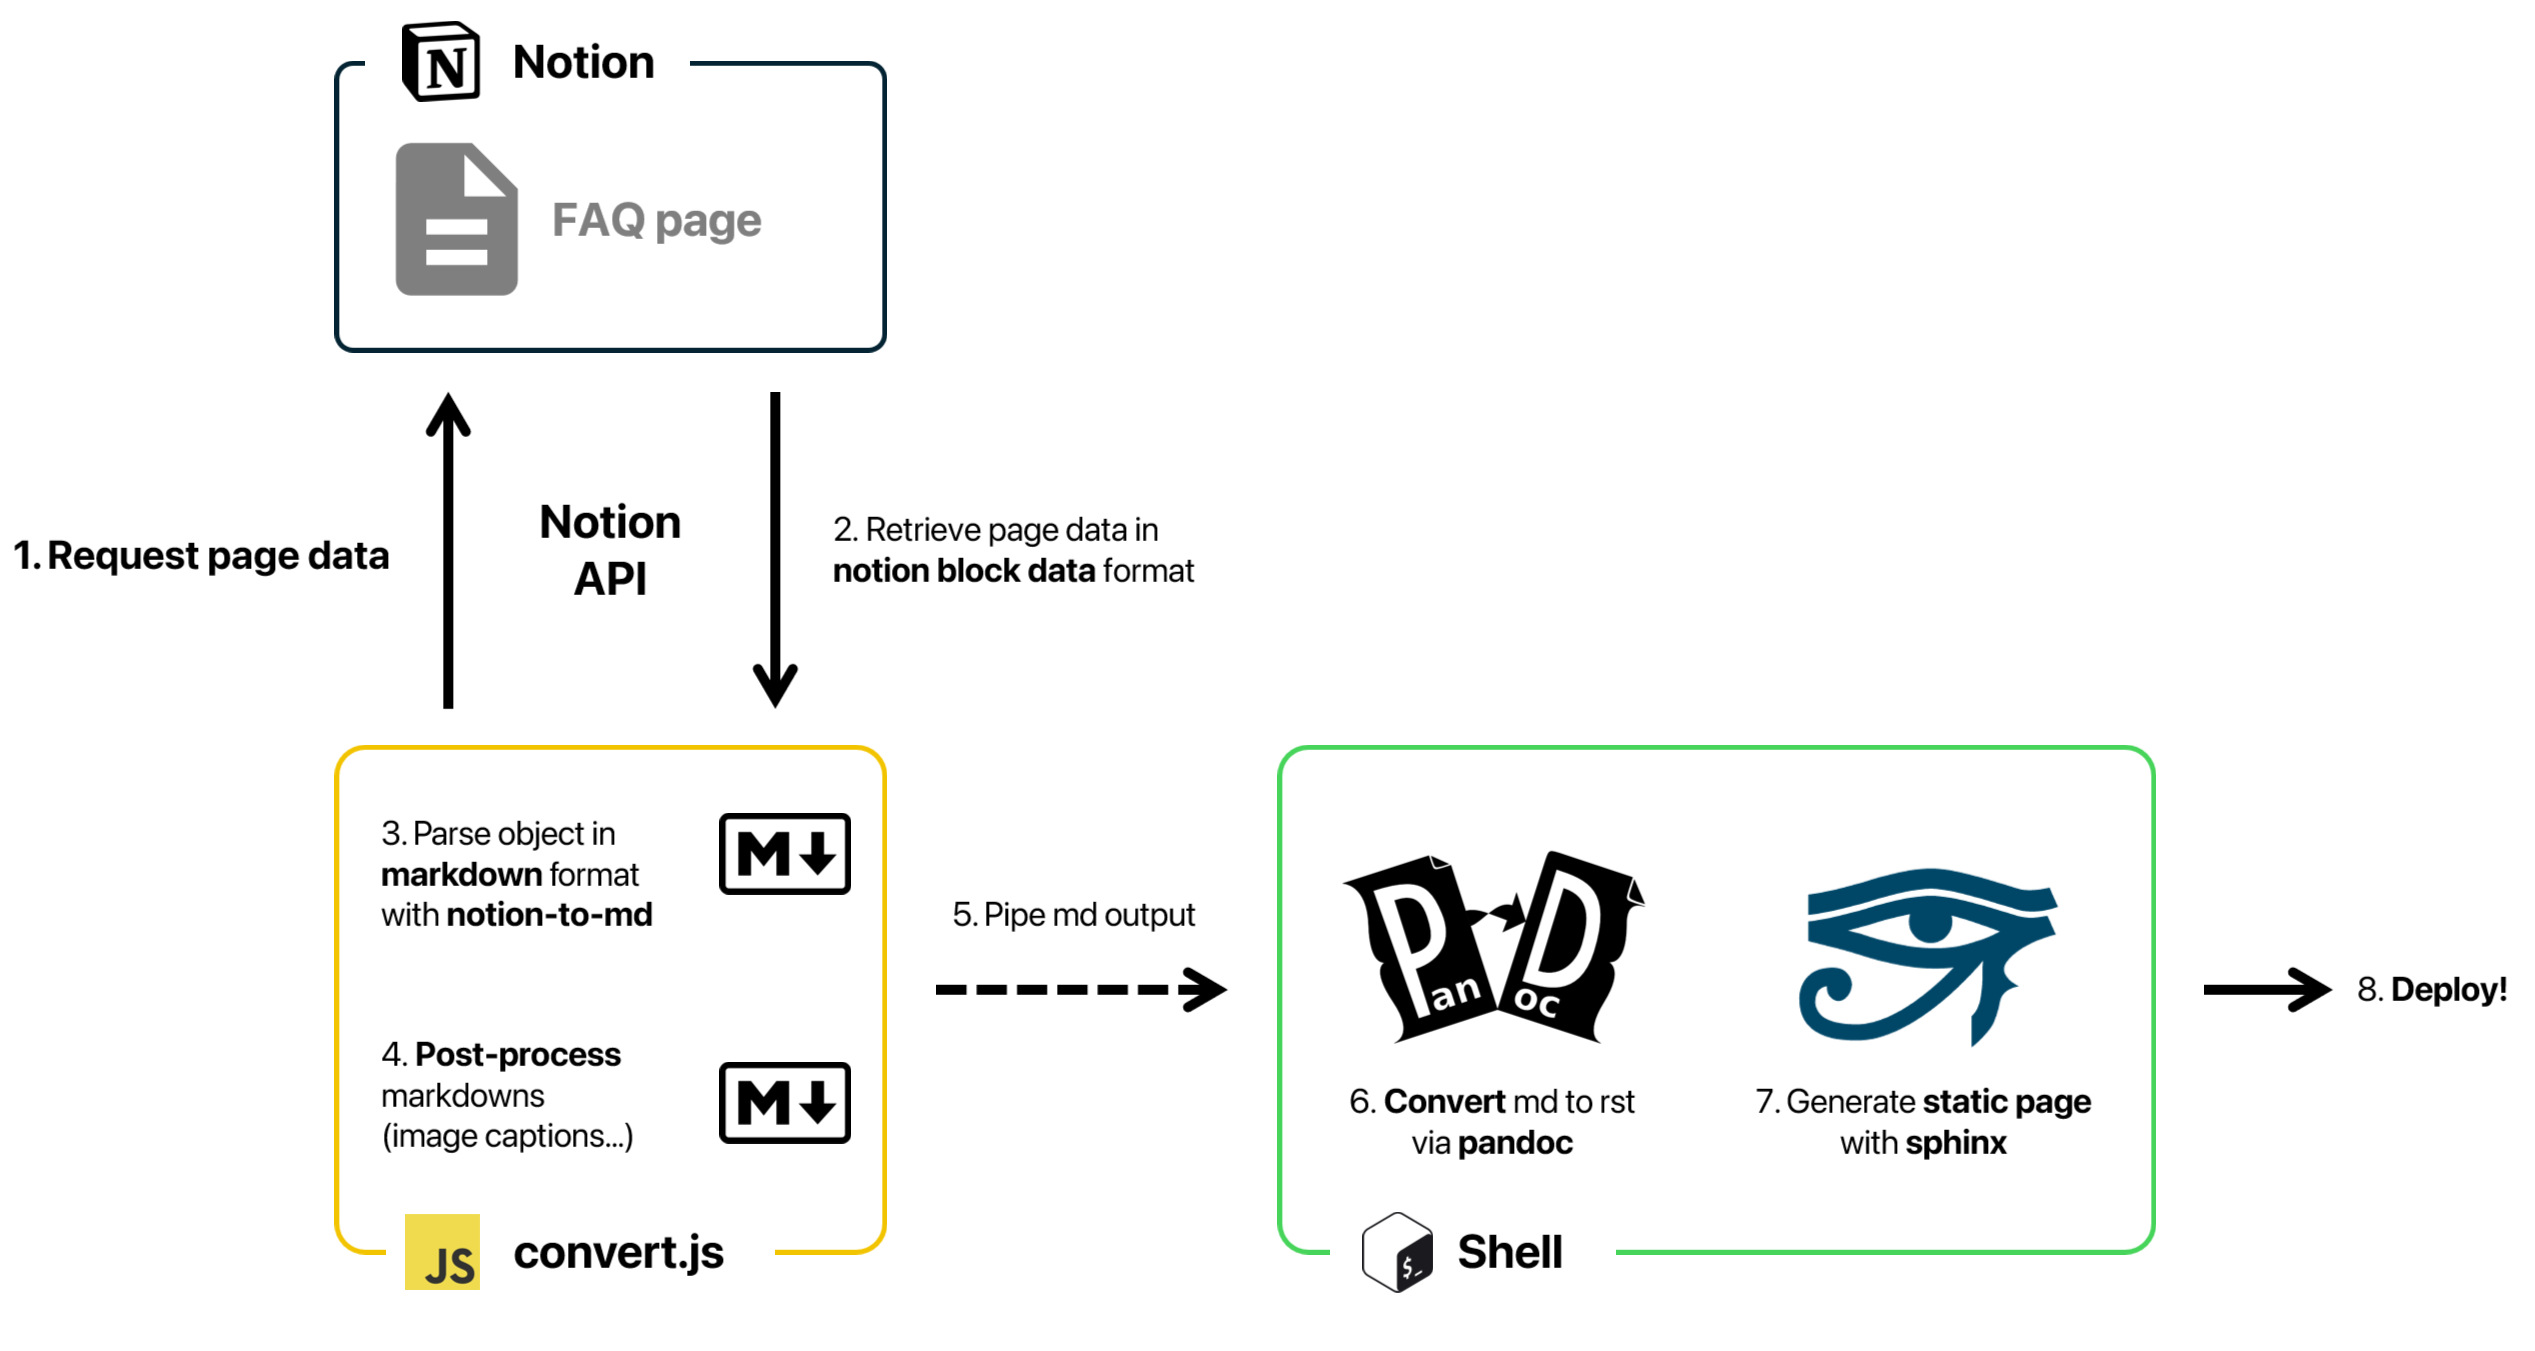 N
Notion
FAQ page
1. Request page data
Notion
API
2. Retrieve page data in
notion block data format
3. Parse object in
markdown format
with notion-to-md
M
4. Post-process
markdowns
(image captions...)
M
JS
convert.js
5. Pipe md output
Pan Doc
6. Convert md to rst
via pandoc
7. Generate static page
with sphinx
$_
Shell
8. Deploy!